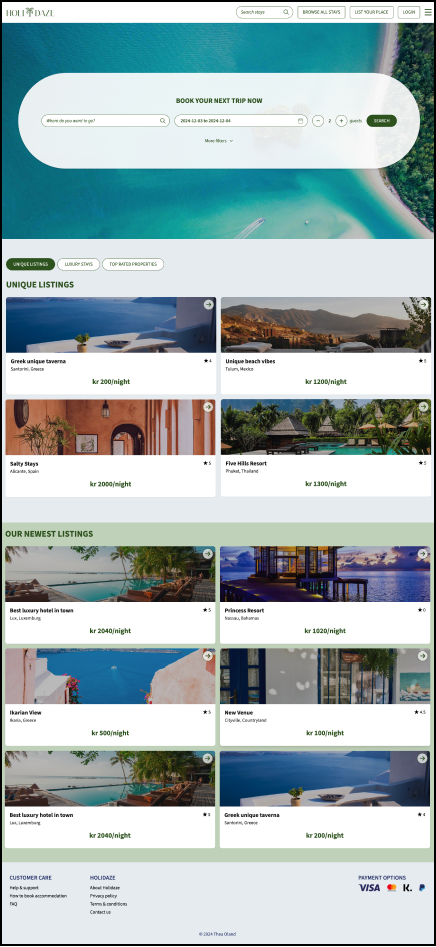 HOLIDAZE
Search stays
BROWSE ALL STAYS
LIST YOUR PLACE
LOGIN
BOOK YOUR NEXT TRIP NOW
Where do you want to go?
2024-12-03 to 2024-12-04
− 2 + guests
SEARCH
More filters
UNIQUE LISTINGS
LUXURY STAYS
TOP RATED PROPERTIES
UNIQUE LISTINGS
Greek unique taverna ★ 4
Santorini, Greece
kr 200/night
Unique beach vibes ★
Tulum, Mexico
kr 1200/night
Salty Stays ★ 5
Alicante, Spain
kr 2000/night
Five Hills Resort ★ 5
Phuket, Thailand
kr 1300/night
OUR NEWEST LISTINGS
Best luxury hotel in town ★ 5
Lux, Luxemburg
kr 2040/night
Princess Resort ★ 0
Nassau, Bahamas
kr 1020/night
Ikarian View ★ 5
Ikaria, Greece
kr 500/night
New Venue ★ 4.5
Cityville, Countryland
kr 100/night
Best luxury hotel in town ★ 5
Lux, Luxemburg
kr 2040/night
Greek unique taverna ★ 4
Santorini, Greece
kr 200/night
CUSTOMER CARE
Help & support
How to book accommodation
FAQ
HOLIDAZE
About Holidaze
Privacy policy
Terms & conditions
Contact us
PAYMENT OPTIONS
VISA K.
© 2024 Thea Oland